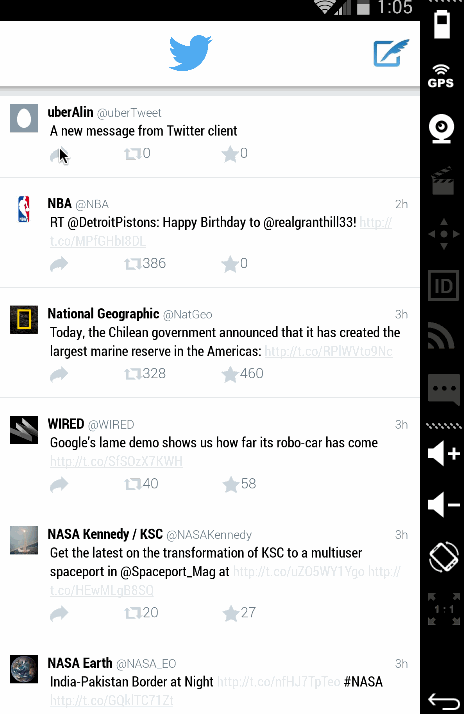 1:05
uberAlin @uberTweet
A new message from Twitter client
0 0
NBA @NBA 2h
RT @DetroitPistons: Happy Birthday to @realgranthill33! http://
t.co/MPfGHbI8DL
386 0
National Geographic @NatGeo 3h
Today, the Chilean government announced that it has created the
largest marine reserve in the Americas: http://t.co/RPlWVto9Nc
328 460
WIRED @WIRED 3h
Google's lame demo shows us how far its robo-car has come
http://t.co/SfSOzX7KWH
40 58
NASA Kennedy / KSC @NASAKennedy 3h
Get the latest on the transformation of KSC to a multiuser
spaceport in @Spaceport_Mag at http://t.co/uZO5WY1Ygo http://
t.co/HEwMLgB8SQ
20 27
NASA Earth @NASA_EO 3h
India-Pakistan Border at Night http://t.co/nfHJ7TpTeo #NASA
http://t.co/GQklTC71Zt
GPS
ID
1:1